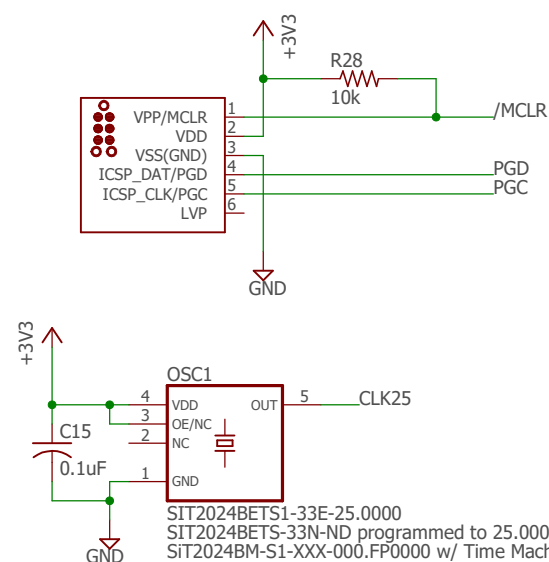 +3V3
R28
10k
VPP/MCLR 1
/MCLR
VDD 2
VSS(GND) 3
ICSP_DAT/PGD 4
PGD
ICSP_CLK/PGC 5
PGC
LVP 6
GND
+3V3
OSC1
4 VDD OUT 5 CLK25
3 OE/NC
2 NC
C15
0.1uF
1 GND
SIT2024BETS1-33E-25.0000
SIT2024BETS-33N-ND programmed to 25.000
SiT2024BM-S1-XXX-000.FP0000 w/ Time Mach
GND